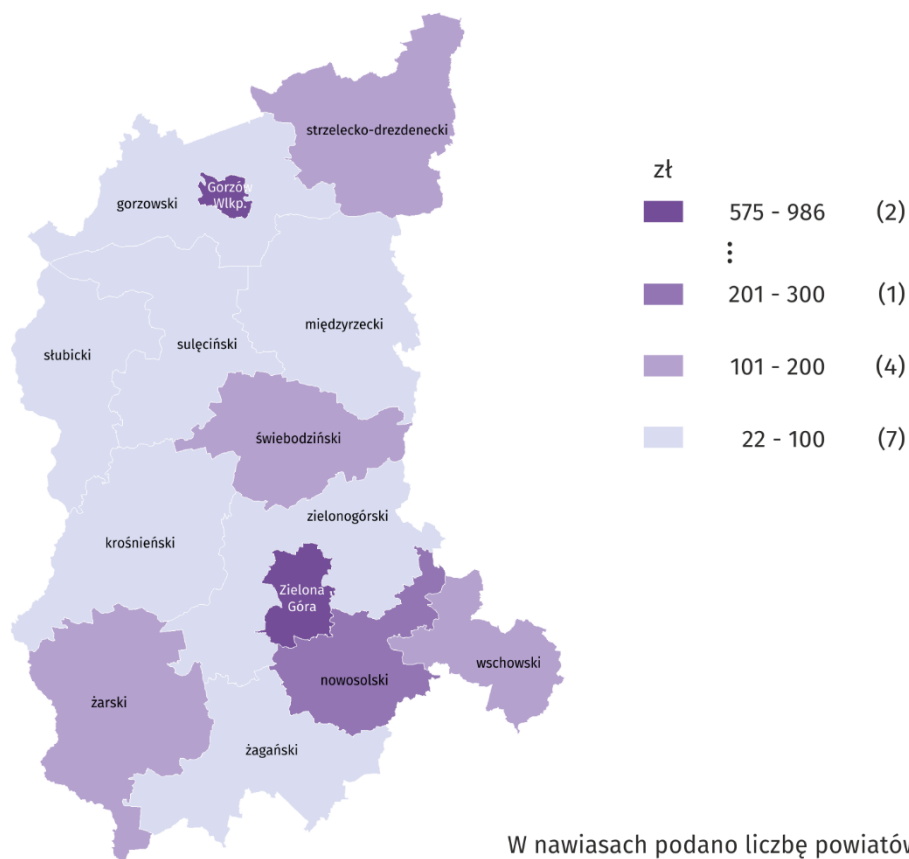 strzelecko-drezdenecki
Gorzów
Wlkp.
gorzowski
międzyrzecki
sulęciński
słubicki
świebodziński
zielonogórski
krośnieński
Zielona
Góra
wschowski
nowosolski
żarski
żagański
zł
575 - 986 (2)
⋮
201 - 300 (1)
101 - 200 (4)
22 - 100 (7)
W nawiasach podano liczbę powiatów